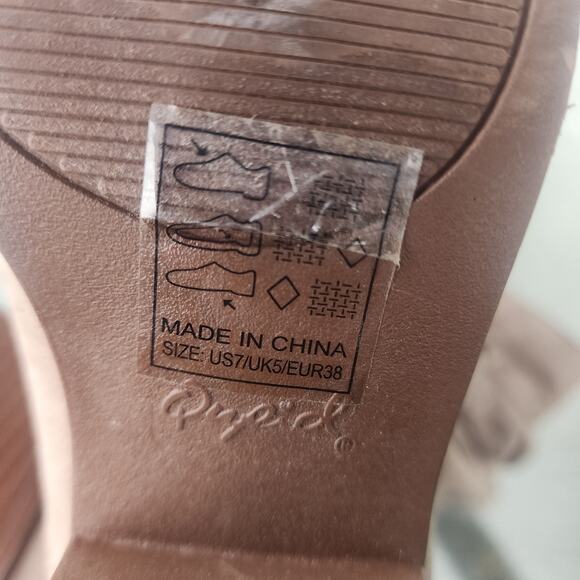 MADE IN CHINA
SIZE: US7/UK5/EUR38
Qupid
®